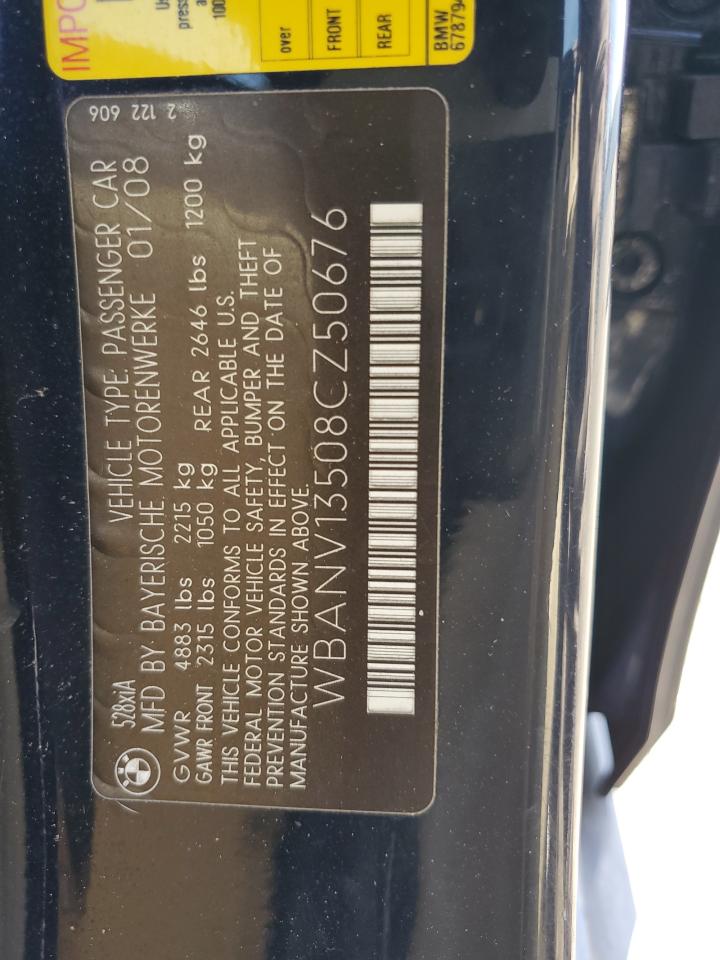 528xiA VEHICLE TYPE: PASSENGER CAR 2 122 606
MFD BY BAYERISCHE MOTORENWERKE 01/08
GVWR 4883 lbs 2215 kg
GAWR FRONT 2315 lbs 1050 kg REAR 2646 lbs 1200 kg
THIS VEHICLE CONFORMS TO ALL APPLICABLE U.S.
FEDERAL MOTOR VEHICLE SAFETY, BUMPER AND THEFT
PREVENTION STANDARDS IN EFFECT ON THE DATE OF
MANUFACTURE SHOWN ABOVE.
WBANV13508CZ50676
over
FRONT
REAR
BMW